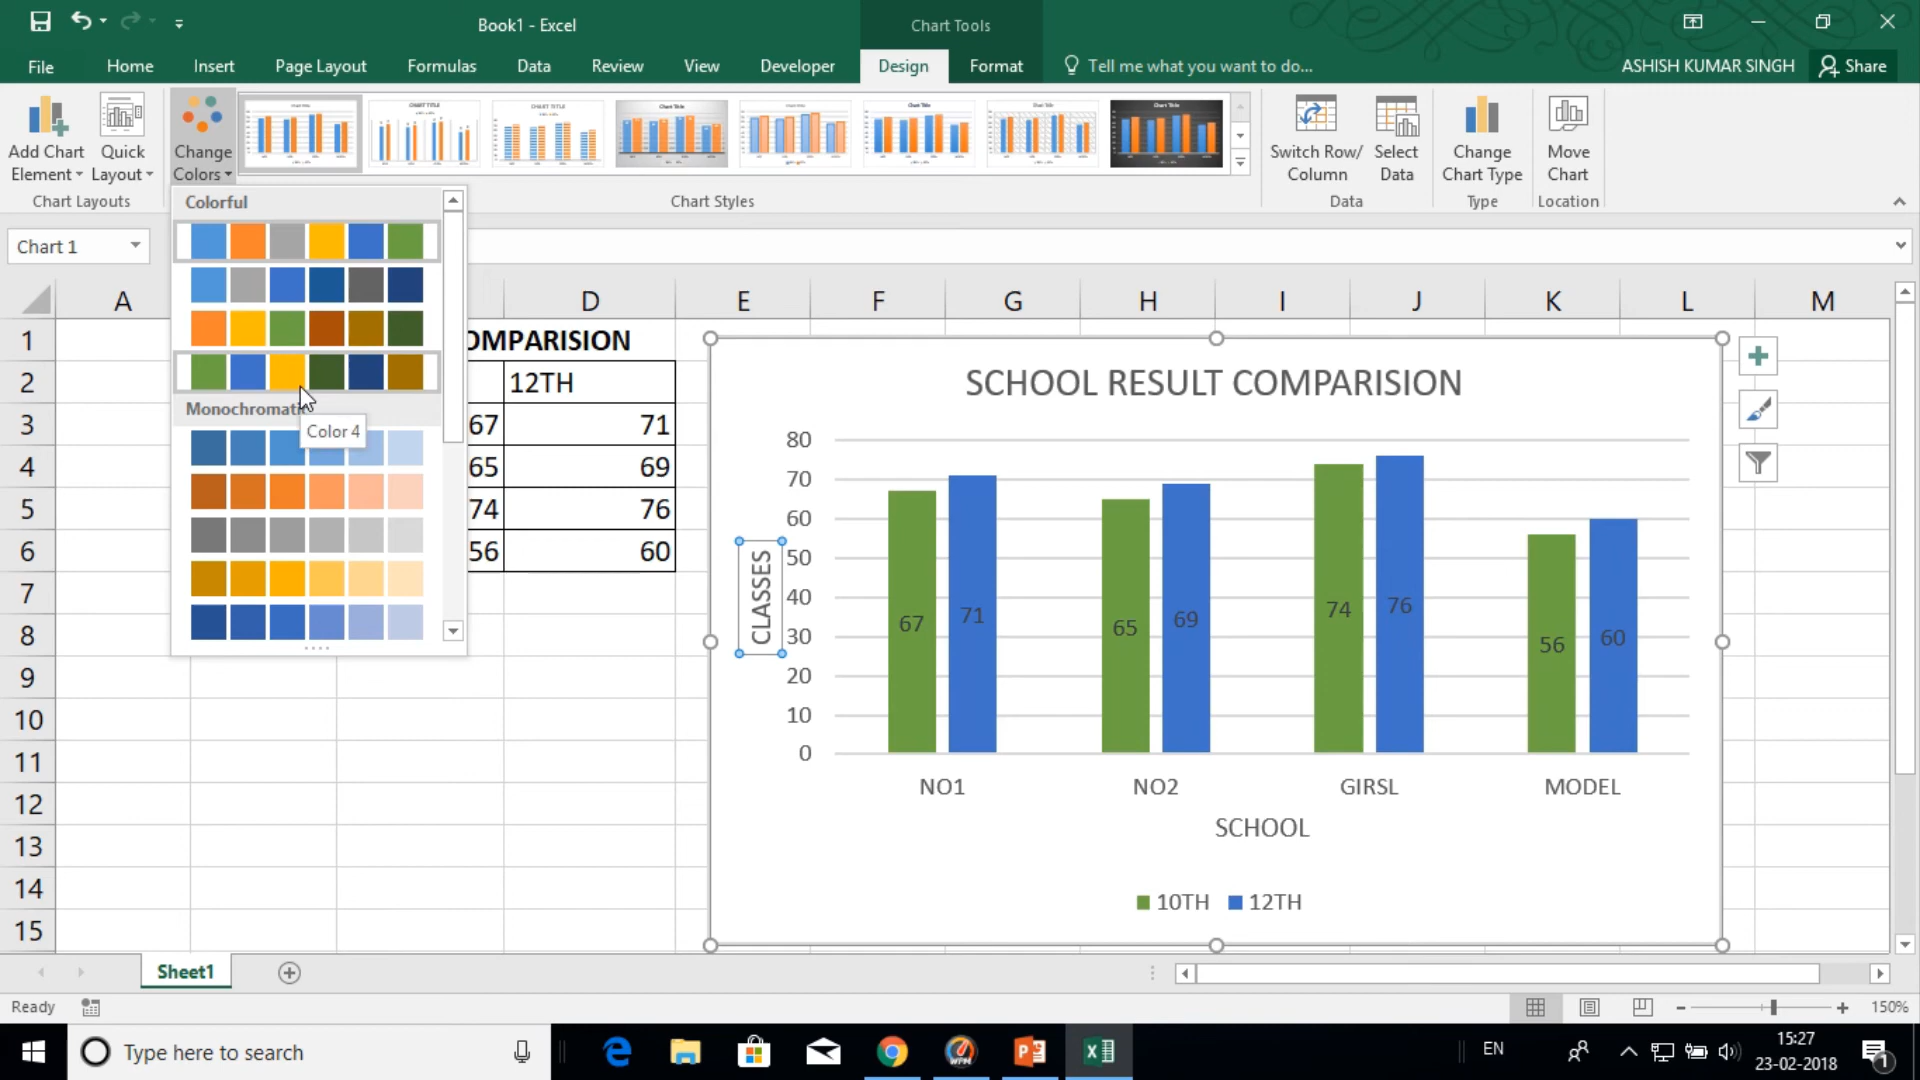 Book1 - Excel
Chart Tools
File Home Insert Page Layout Formulas Data Review View Developer Design Format Tell me what you want to do... ASHISH KUMAR SINGH Share
Add Chart Element
Quick Layout
Change Colors
Switch Row/ Column
Select Data
Change Chart Type
Move Chart
Chart Layouts
Chart Styles
Data
Type
Location
Colorful
Chart 1
A D E F G H I J K L M
1 OMPARISION
2 12TH
3 67 71
4 65 69
5 74 76
6 56 60
7
8
9
10
11
12
13
14
15
Color 4
SCHOOL RESULT COMPARISION
80
70
60
50
40
30
20
10
0
CLASSES
67 71 65 69 74 76 56 60
NO1 NO2 GIRSL MODEL
SCHOOL
10TH 12TH
Sheet1
Ready
150%
Type here to search
EN
15:27
23-02-2018
1